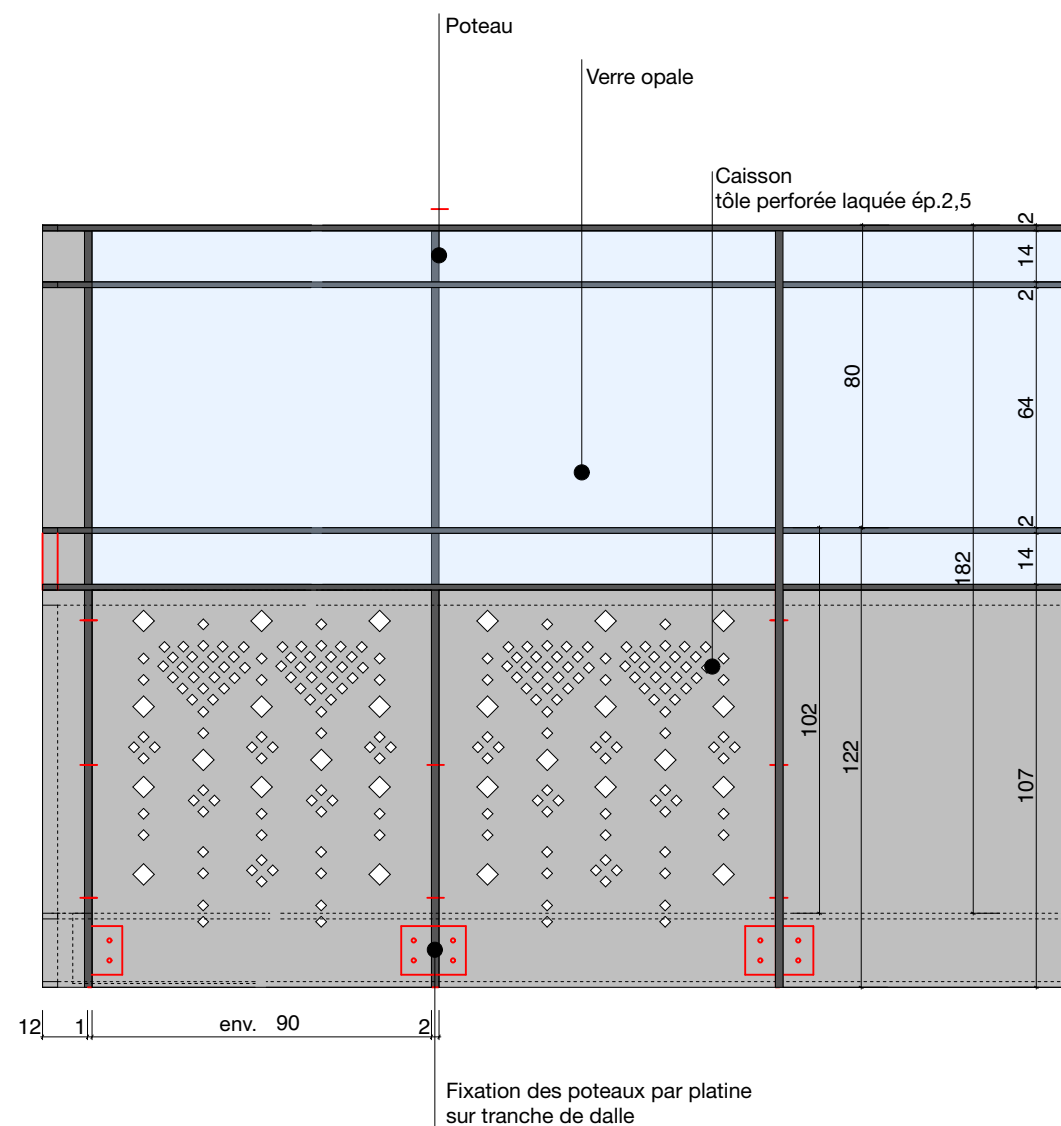 Poteau
Verre opale
Caisson
tôle perforée laquée ép.2,5
2
14
2
80
64
2
14
182
102
122
107
12
1
env. 90
2
Fixation des poteaux par platine
sur tranche de dalle